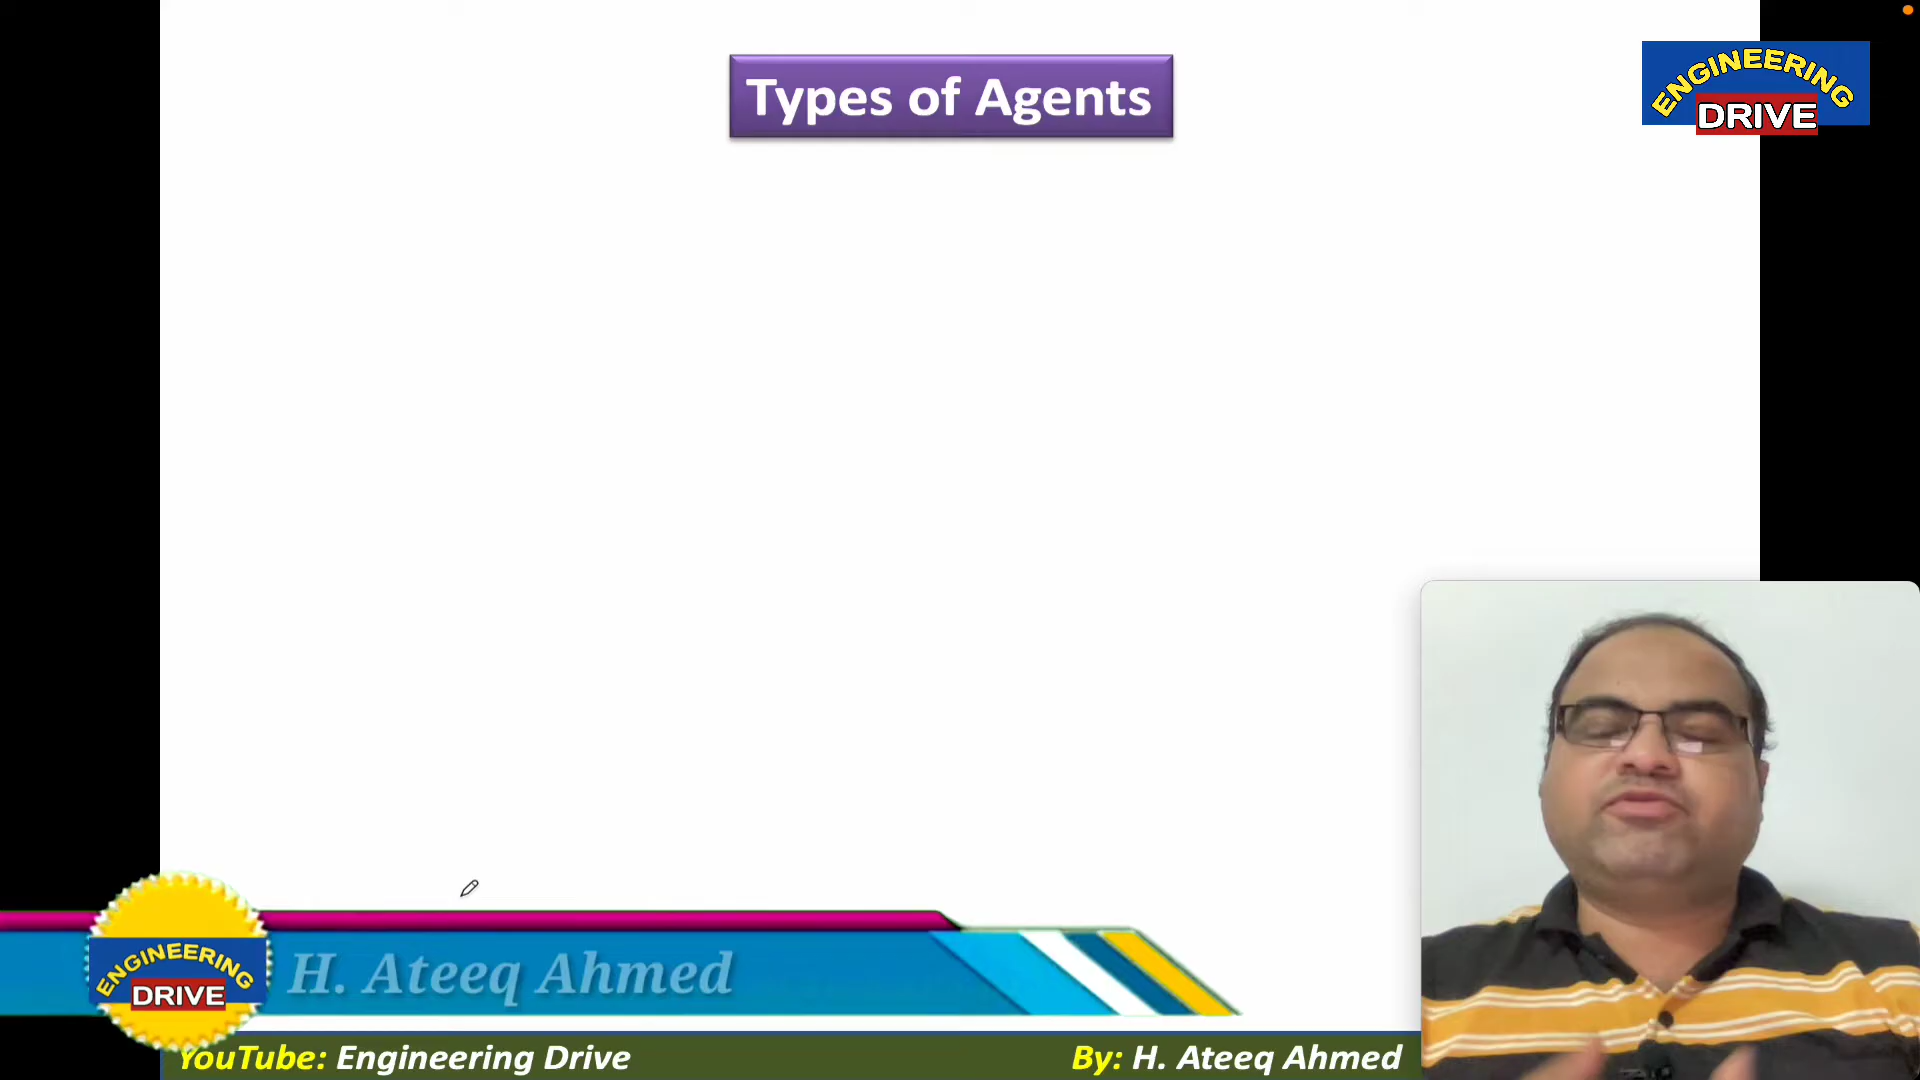 Types of Agents
ENGINEERING
DRIVE
ENGINEERING
DRIVE
H. Ateeq Ahmed
YouTube: Engineering Drive
By: H. Ateeq Ahmed